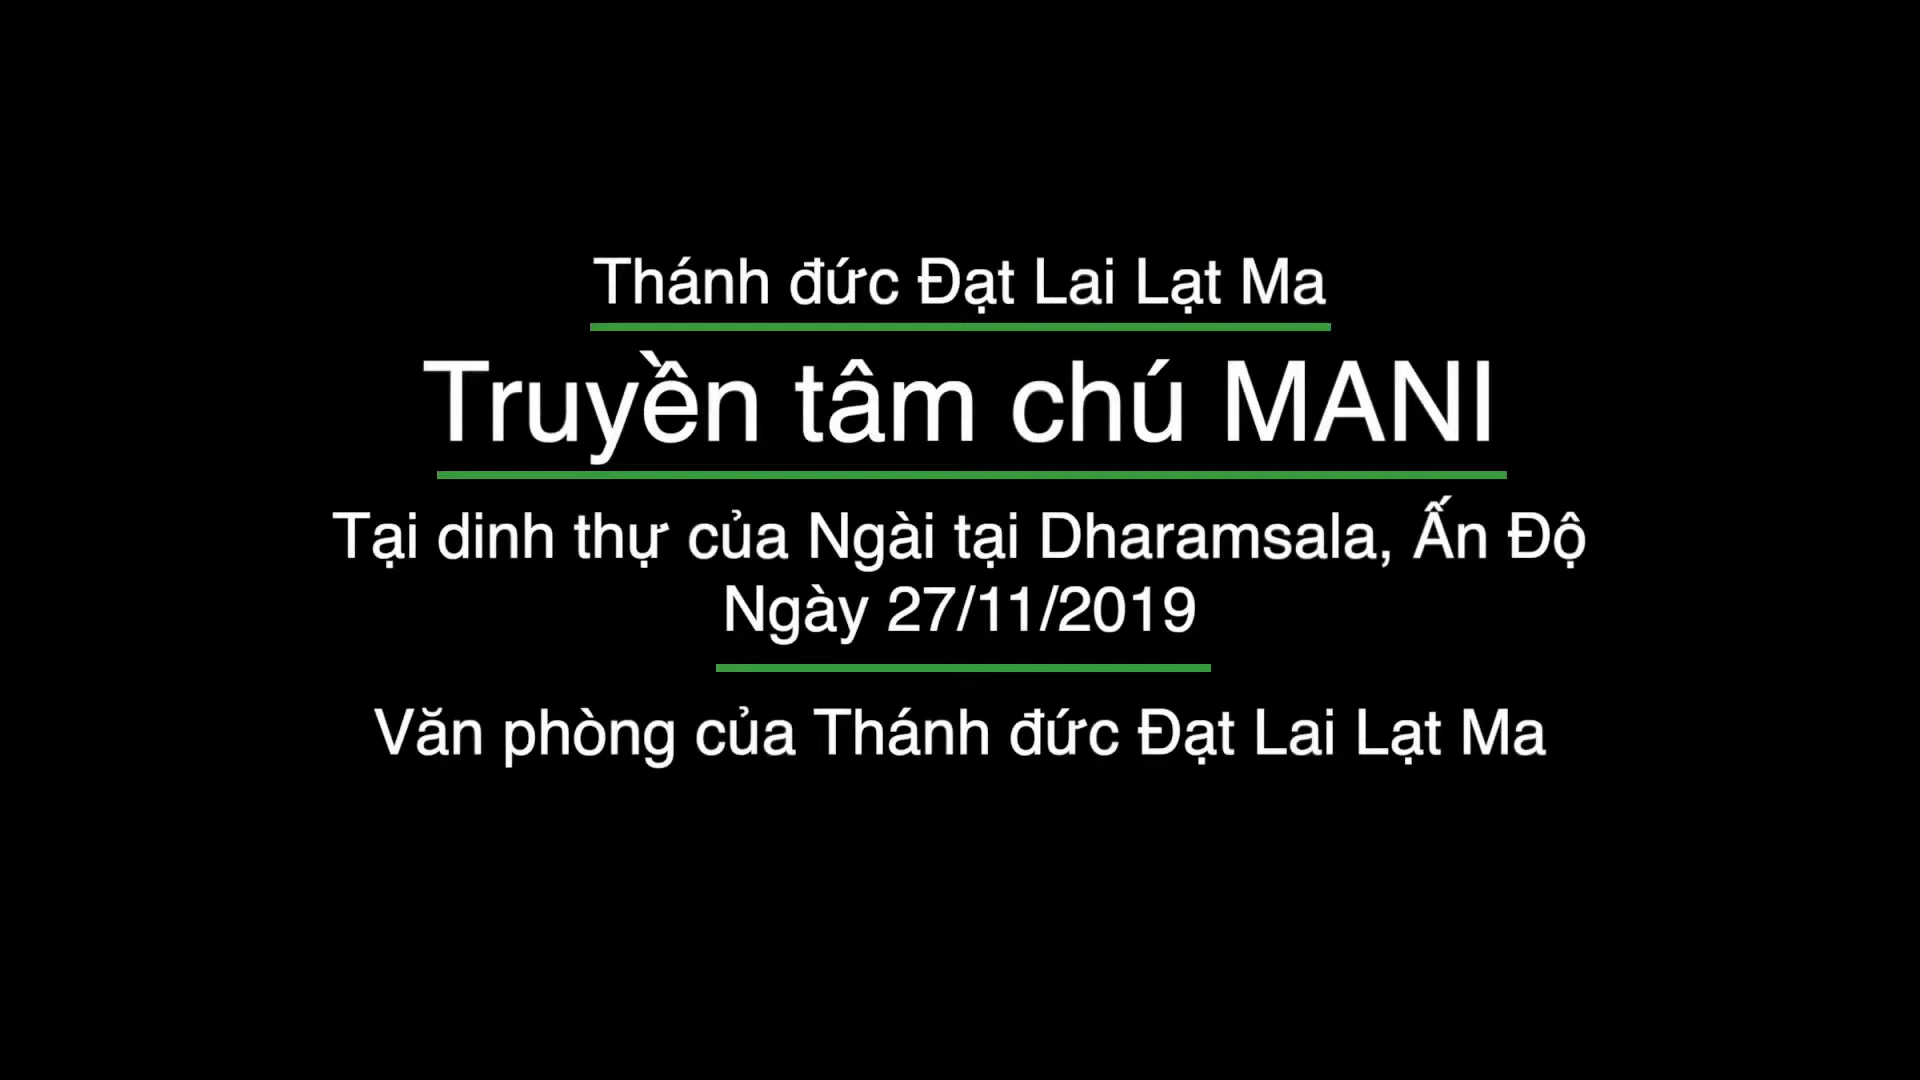 Thánh đức Đạt Lai Lạt Ma
Truyền tâm chú MANI
Tại dinh thự của Ngài tại Dharamsala, Ấn Độ
Ngày 27/11/2019
Văn phòng của Thánh đức Đạt Lai Lạt Ma